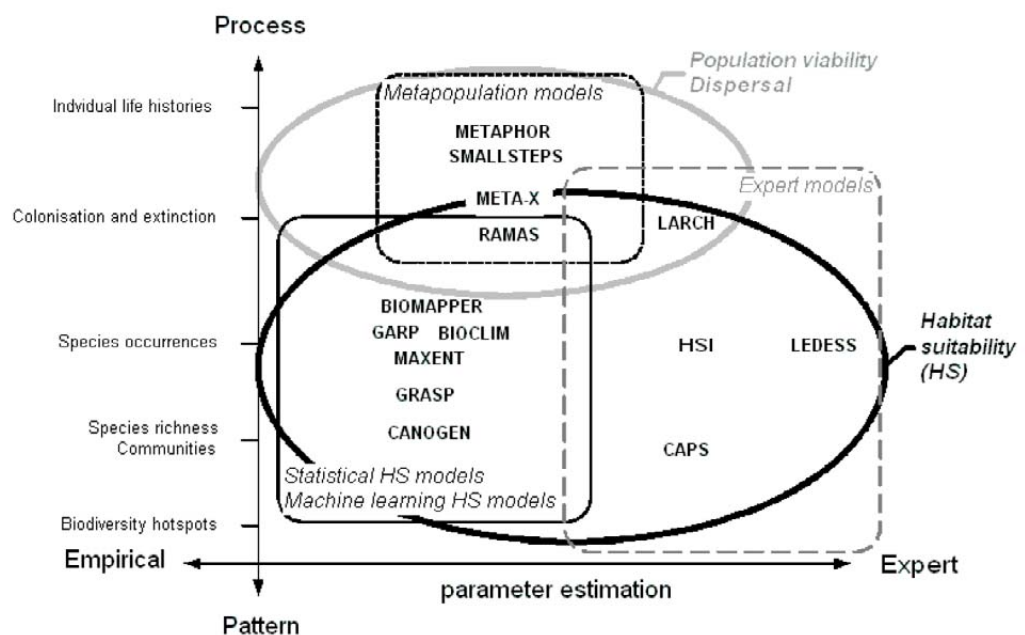 Process
Population viability
Dispersal
Metapopulation models
Indvidual life histories
METAPHOR
SMALLSTEPS
Expert models
META-X
Colonisation and extinction
LARCH
RAMAS
BIOMAPPER
GARP BIOCLIM
Species occurrences
HSI
LEDESS
Habitat
suitability
(HS)
MAXENT
GRASP
Species richness
Communities
CANOGEN
CAPS
Statistical HS models
Machine learning HS models
Biodiversity hotspots
Empirical
Expert
parameter estimation
Pattern